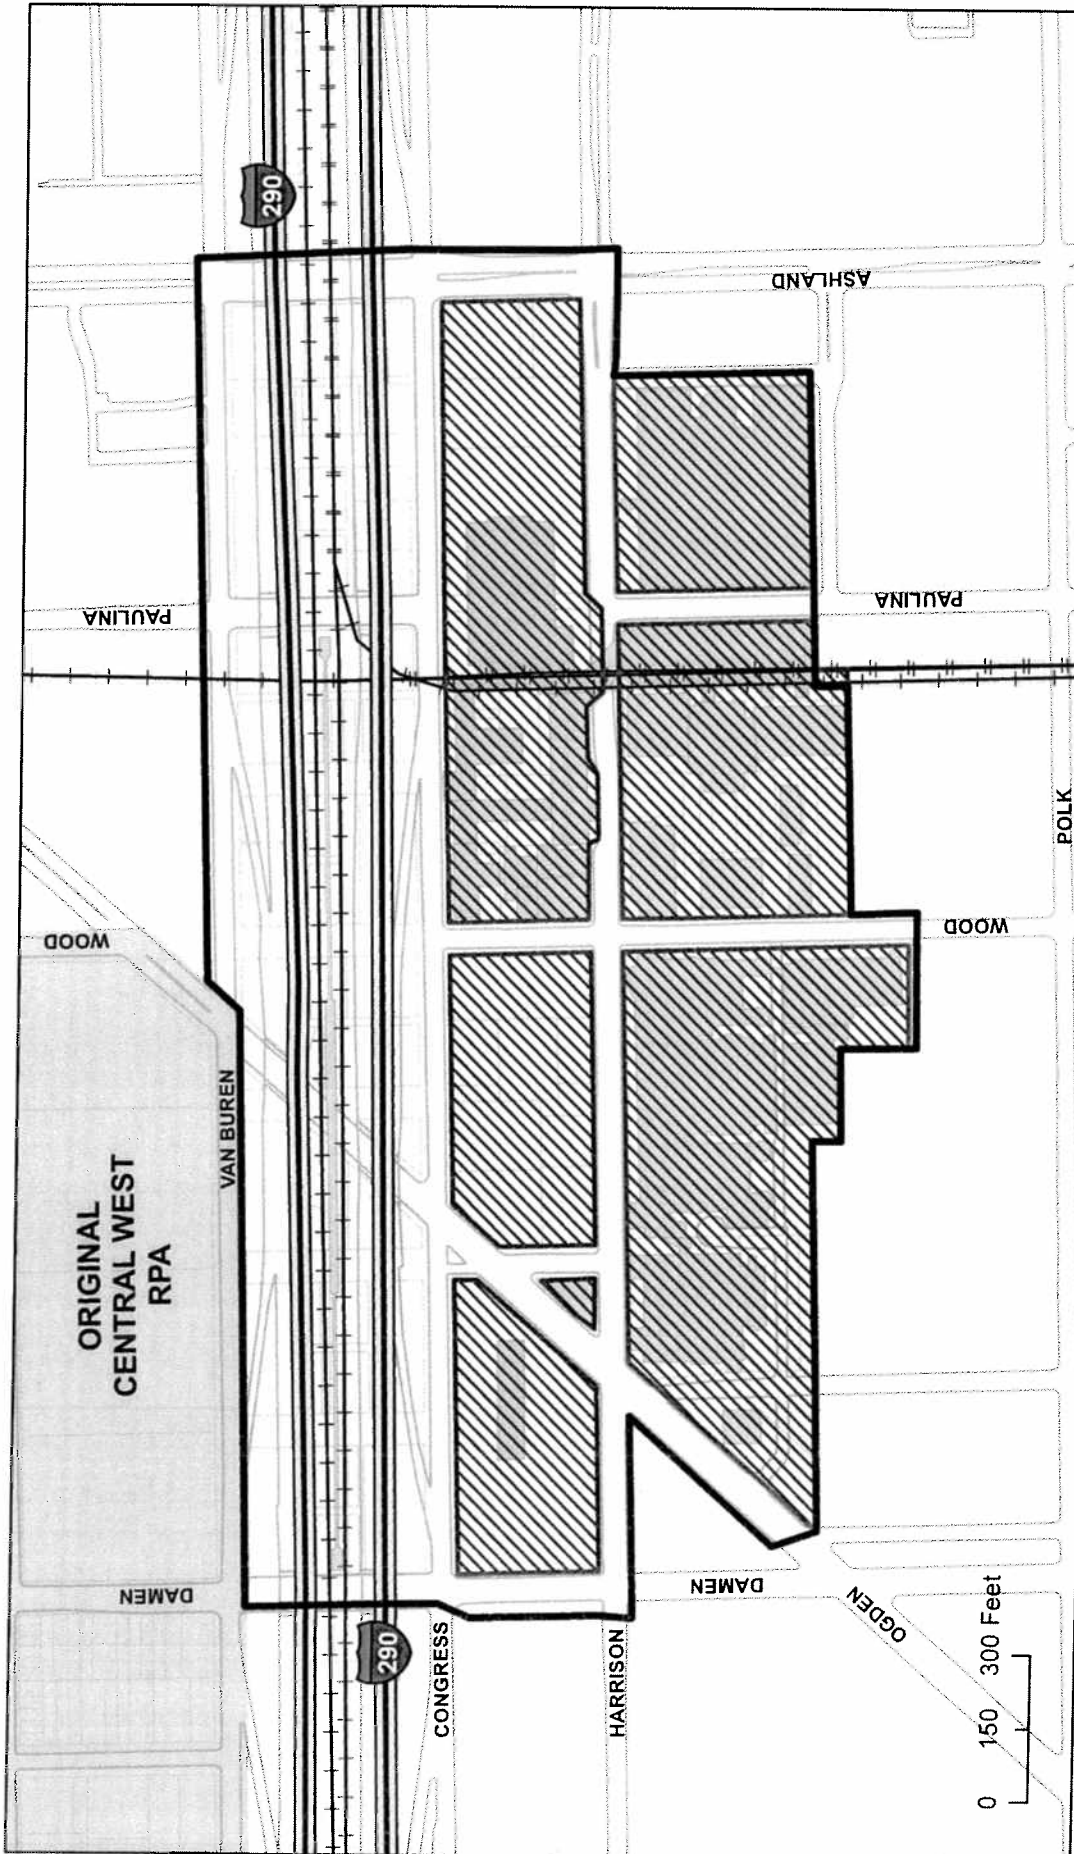 ORIGINAL
CENTRAL WEST
RPA
VAN BUREN
WOOD
PAULINA
DAMEN
290
290
CONGRESS
HARRISON
ASHLAND
PAULINA
WOOD
DAMEN
OGDEN
POLK
0 150 300 Feet